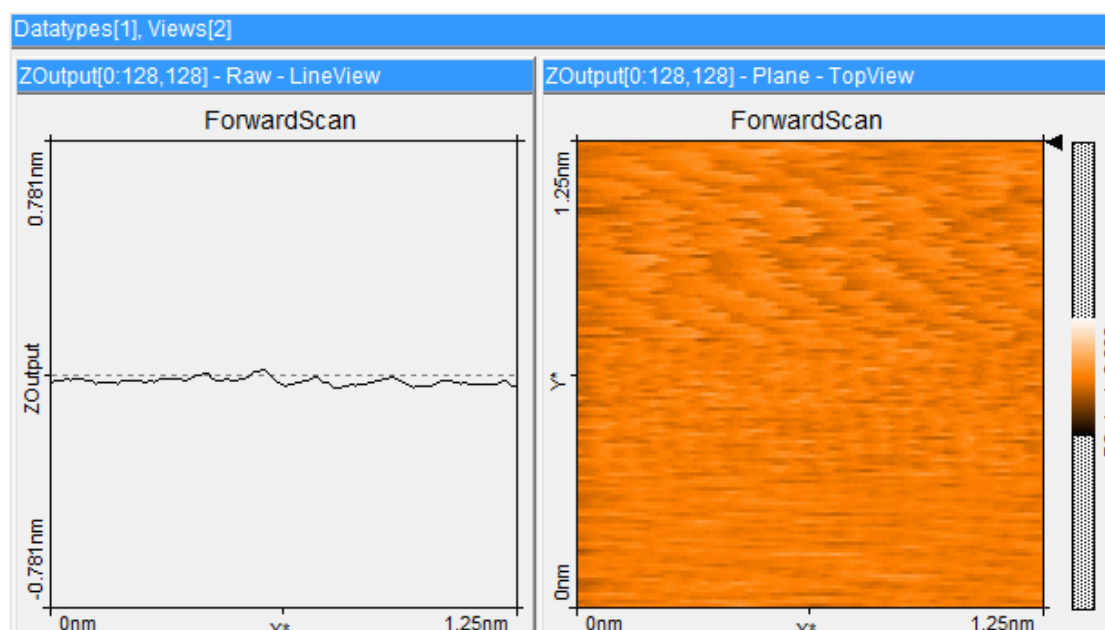 Datatypes[1], Views[2]
ZOutput[0:128,128] - Raw - LineView
ForwardScan
0.781nm
ZOutput
-0.781nm
0nm
1.25nm
ZOutput[0:128,128] - Plane - TopView
ForwardScan
1.25nm
Y*
0nm
0nm
1.25nm